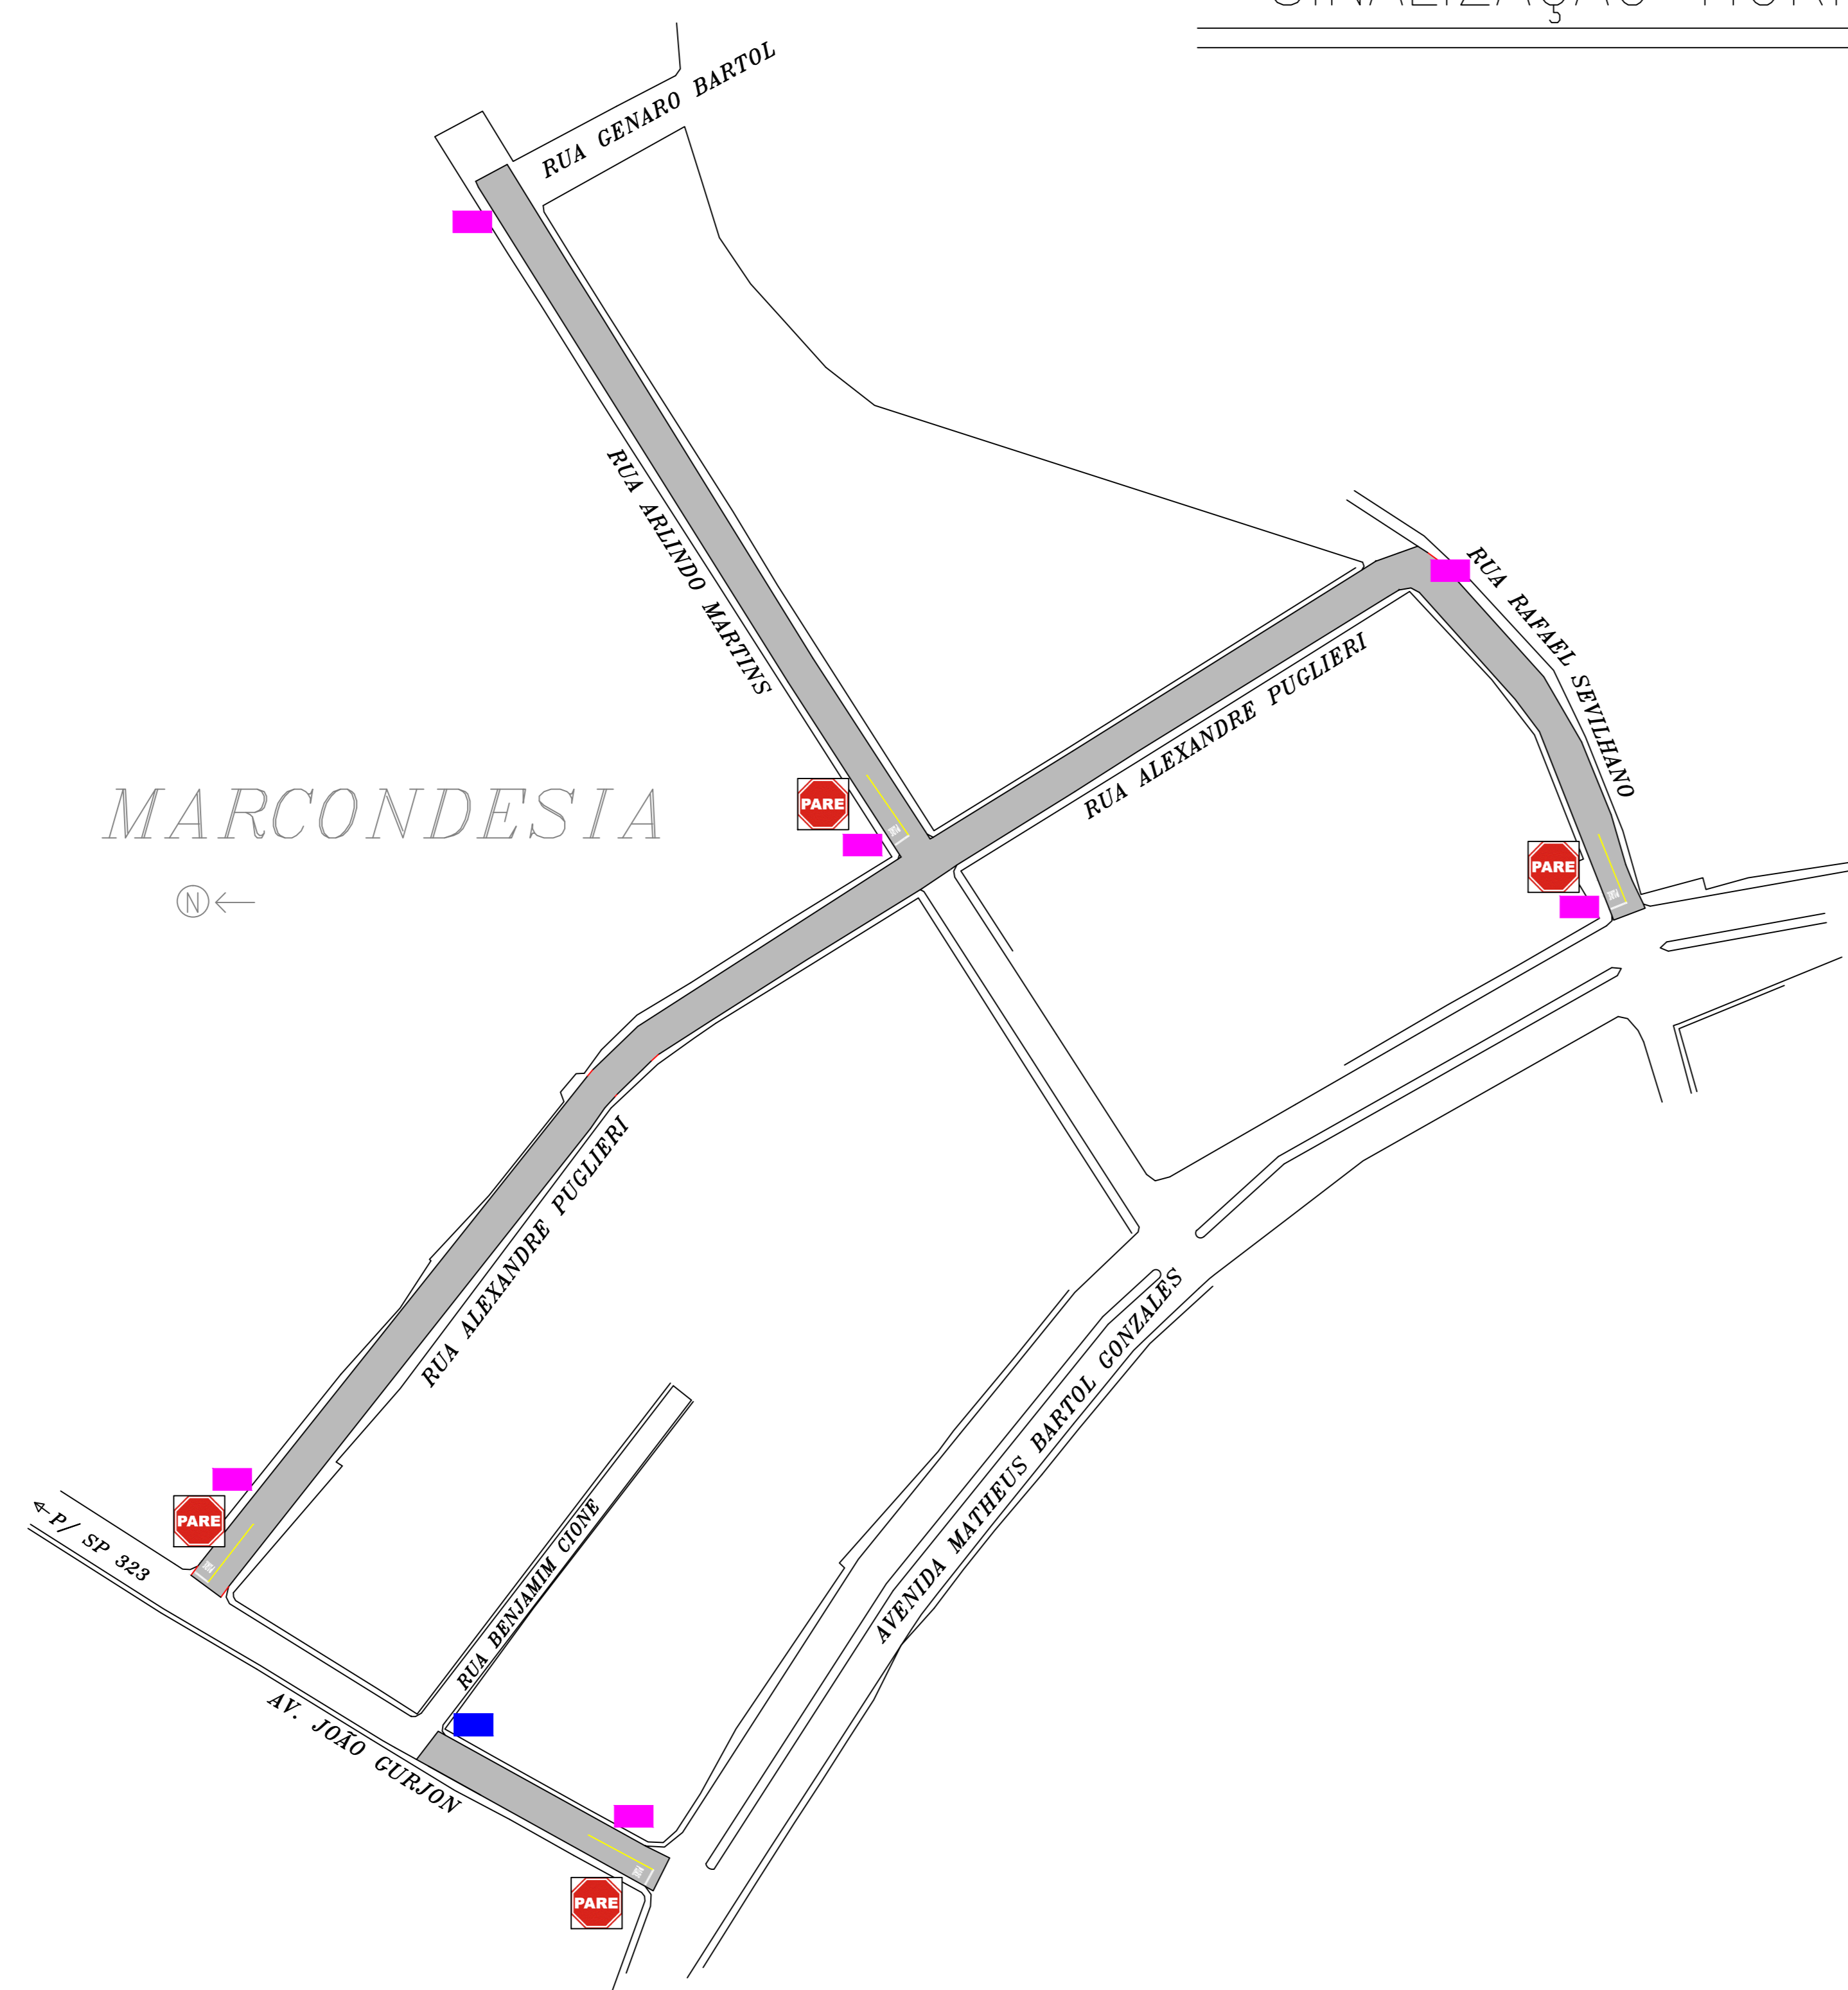 RUA GENARO BARTOL
RUA ARLINDO MARTINS
RUA RAFAEL SEVILHANO
RUA ALEXANDRE PUGLIERI
MARCONDESIA
N
PARE
PARE
RUA ALEXANDRE PUGLIERI
AVENIDA MATHEUS BARTOL GONZALES
PARE
P/ SP 323
RUA BENJAMIM CIONE
AV. JOÃO GURJON
PARE